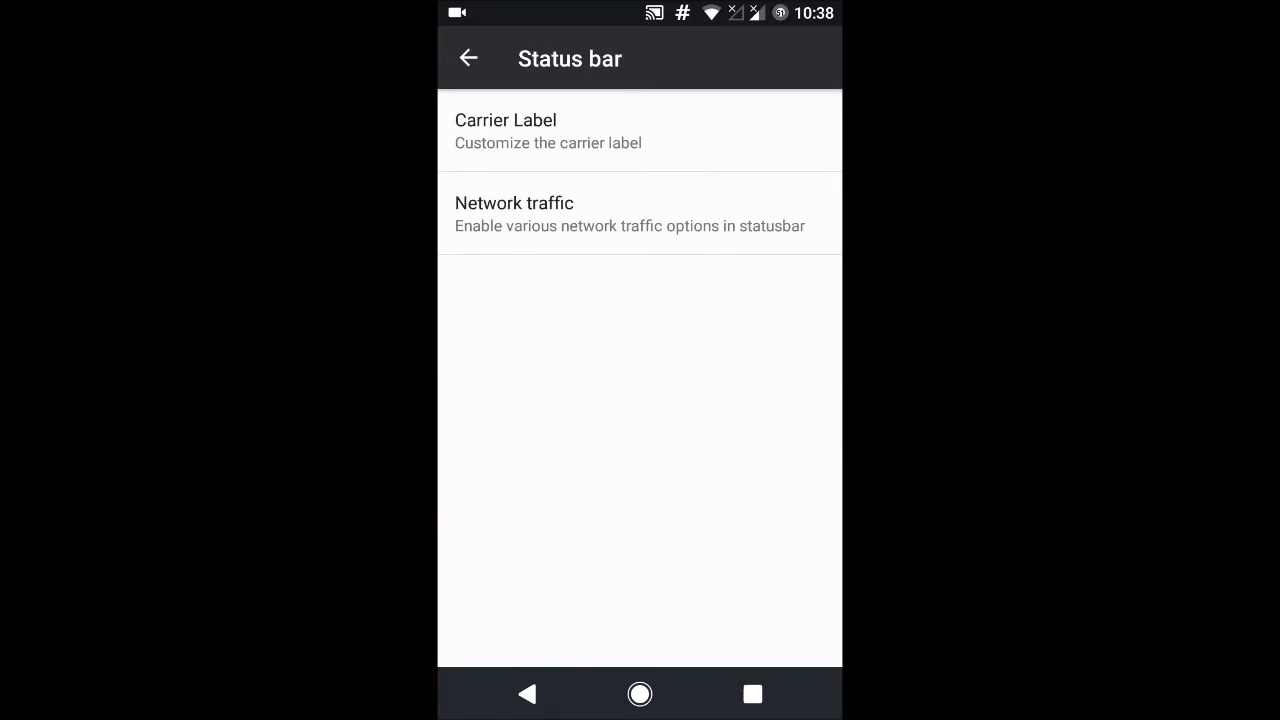 51 10:38
Status bar
Carrier Label
Customize the carrier label
Network traffic
Enable various network traffic options in statusbar